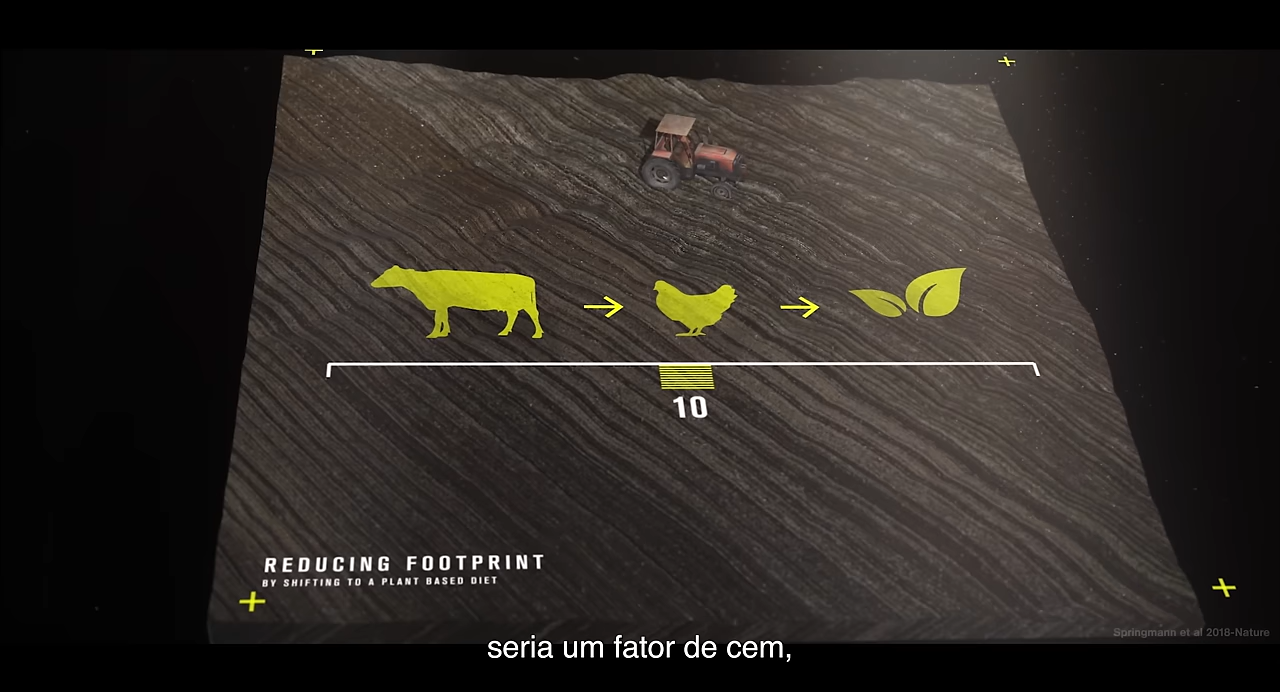 10
REDUCING FOOTPRINT
BY SHIFTING TO A PLANT BASED DIET
Springmann et al 2018-Nature
seria um fator de cem,